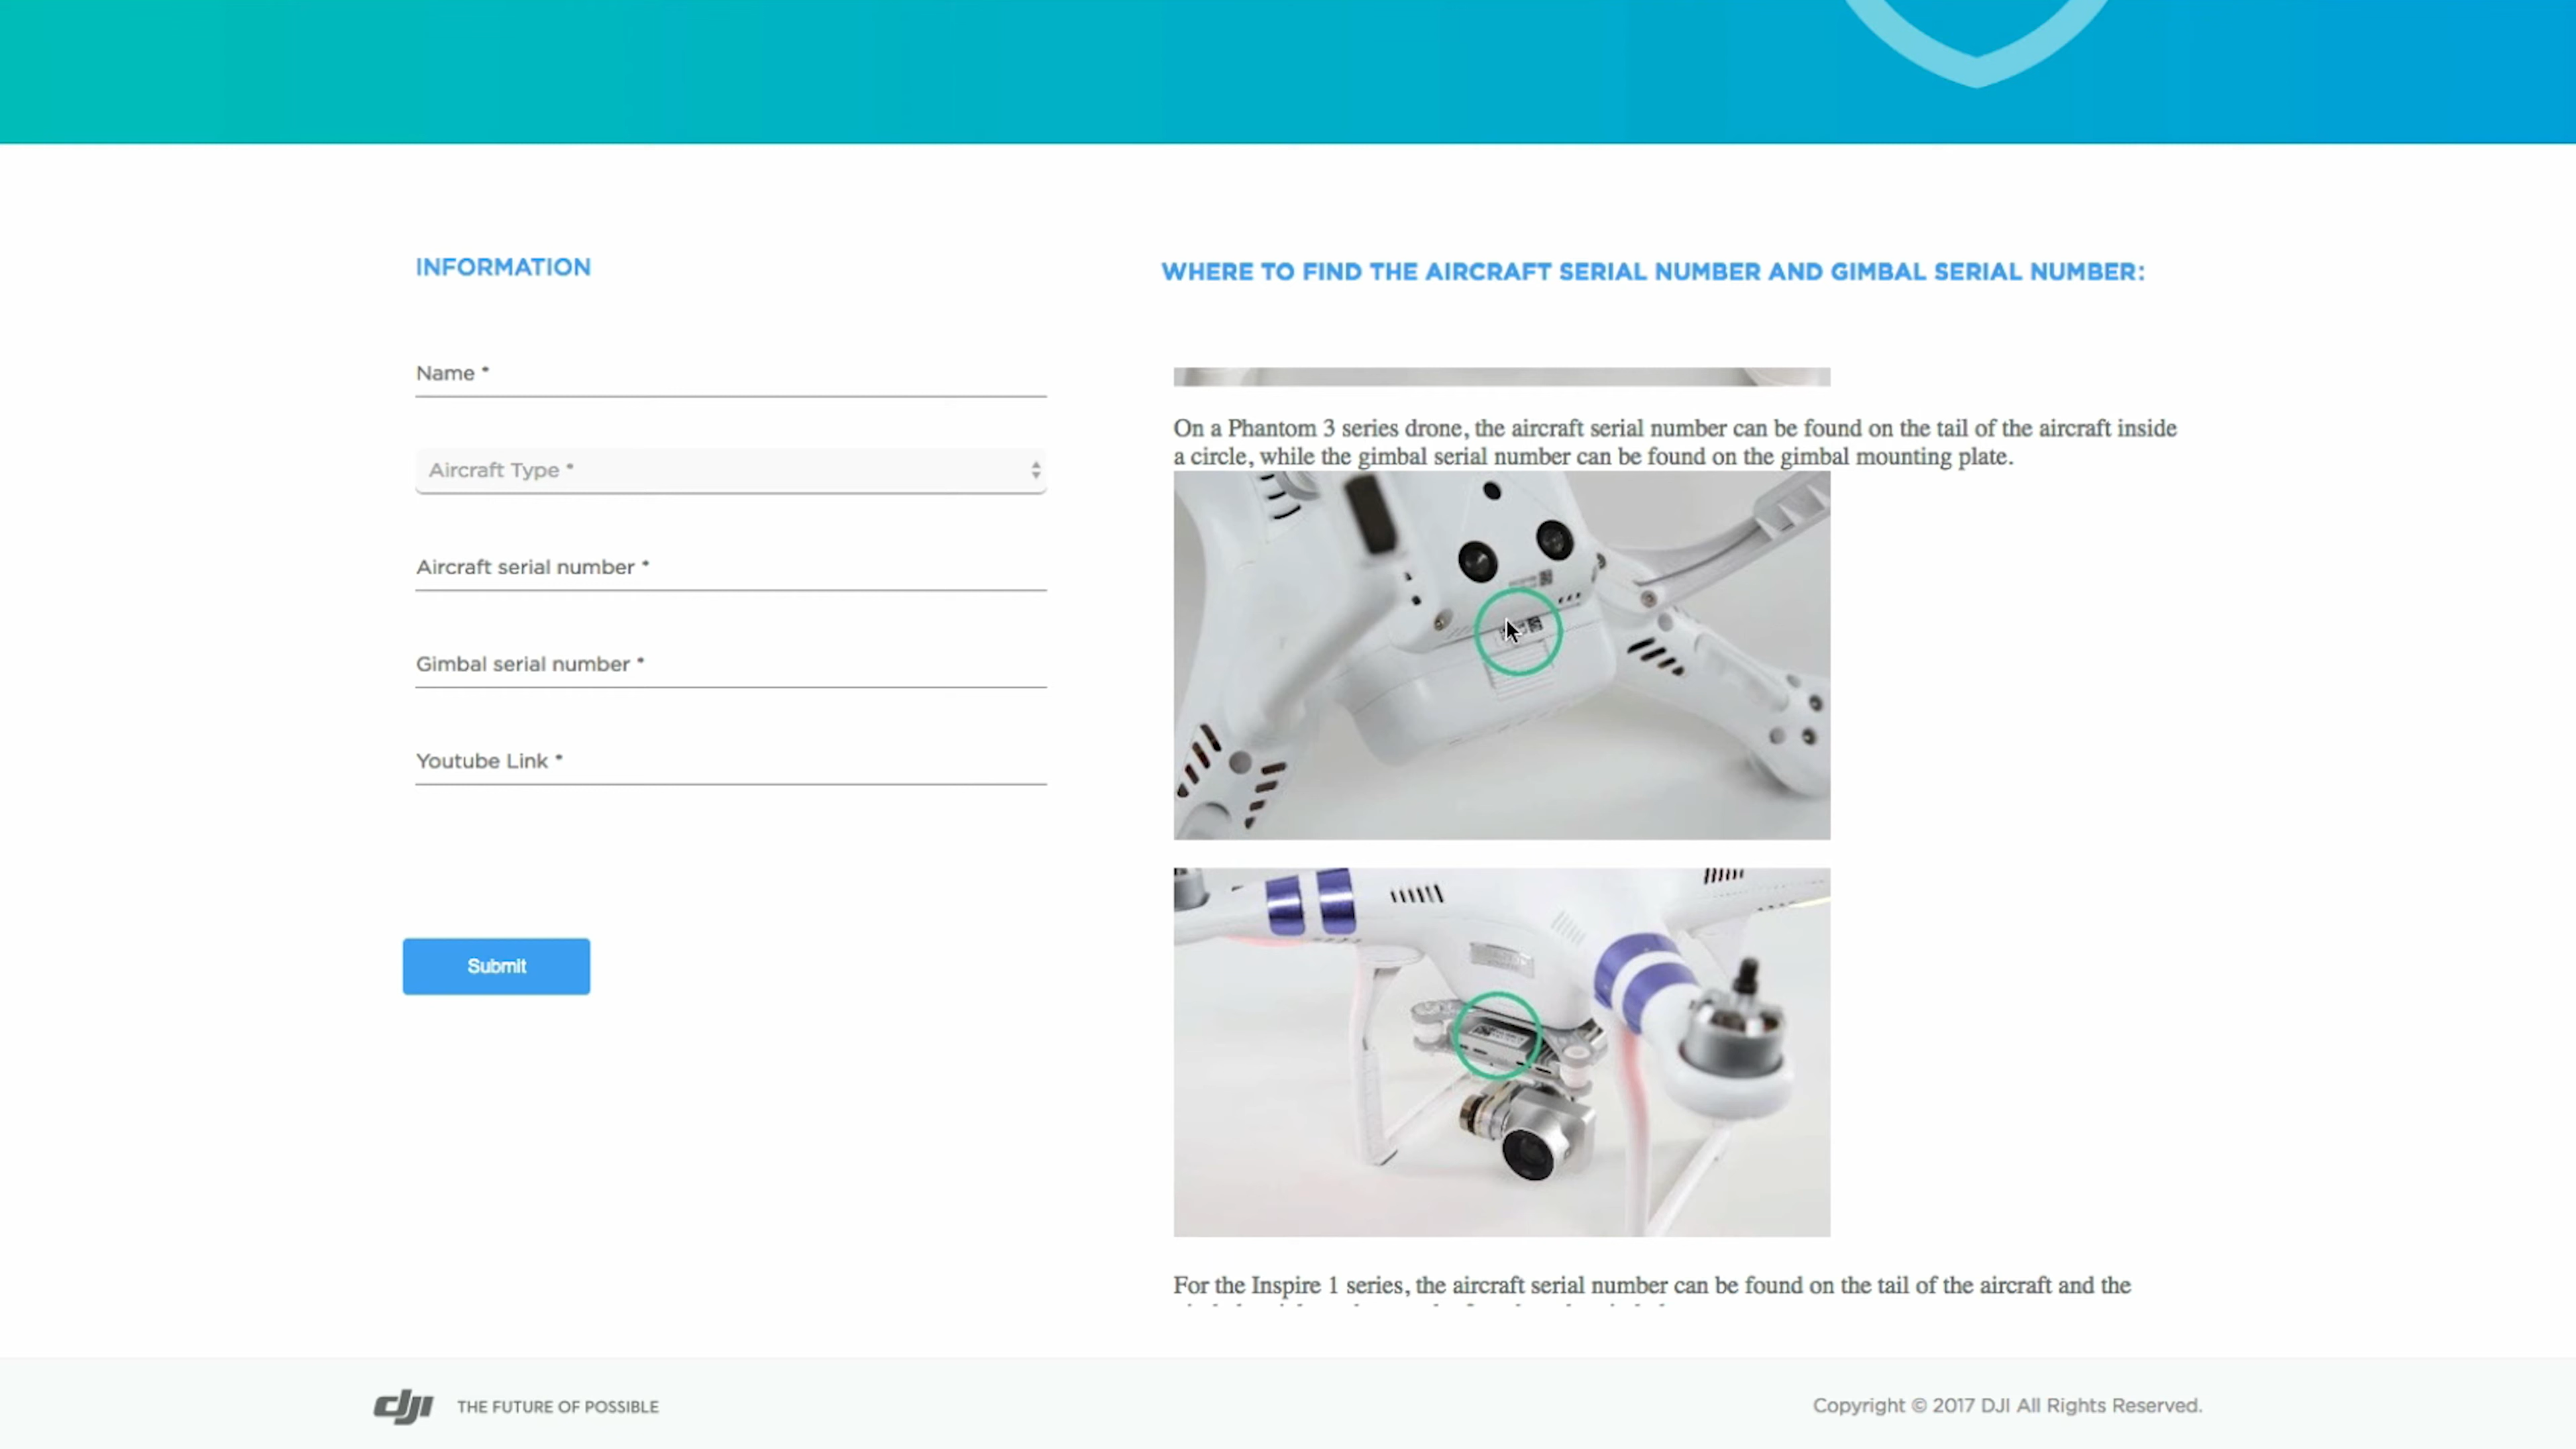 INFORMATION
Name *
Aircraft Type *
Aircraft serial number *
Gimbal serial number *
Youtube Link *
Submit
WHERE TO FIND THE AIRCRAFT SERIAL NUMBER AND GIMBAL SERIAL NUMBER:
On a Phantom 3 series drone, the aircraft serial number can be found on the tail of the aircraft inside
a circle, while the gimbal serial number can be found on the gimbal mounting plate.
For the Inspire 1 series, the aircraft serial number can be found on the tail of the aircraft and the
dji THE FUTURE OF POSSIBLE
Copyright © 2017 DJI All Rights Reserved.